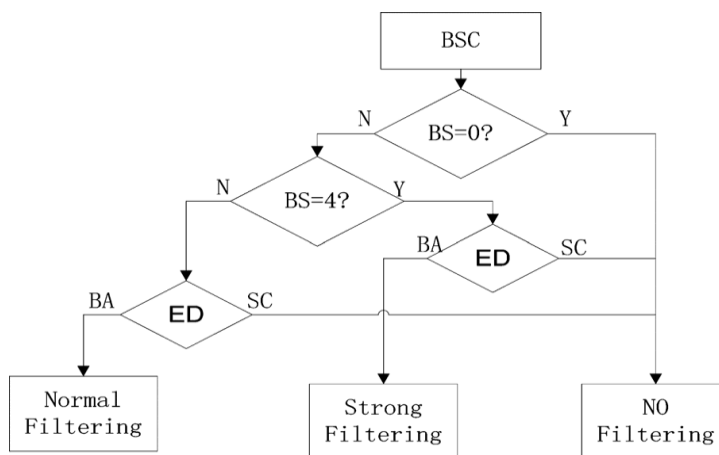 BSC
N
BS=0?
Y
N
BS=4?
Y
BA
ED
SC
BA
ED
SC
Normal
Filtering
Strong
Filtering
NO
Filtering